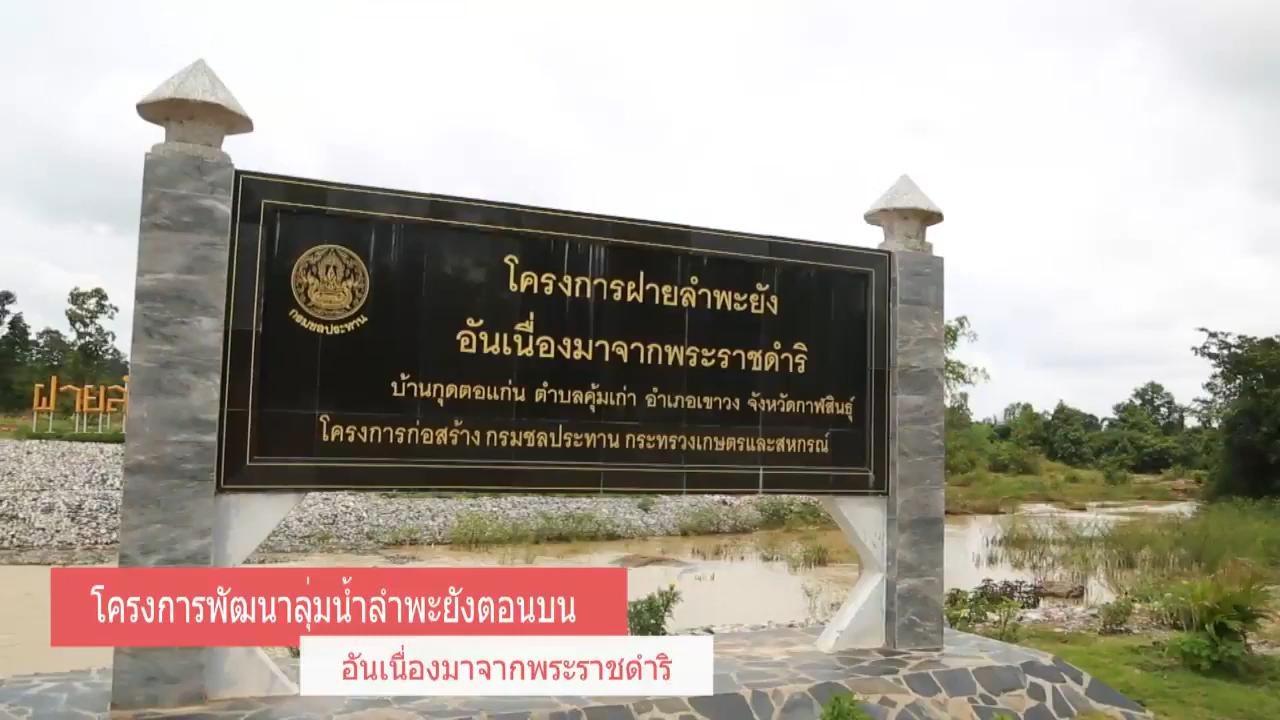 โครงการฝายลำพะยัง
อันเนื่องมาจากพระราชดำริ
บ้านกุดตอแก่น ตำบลคุ้มเก่า อำเภอเขาวง จังหวัดกาฬสินธุ์
โครงการก่อสร้าง กรมชลประทาน กระทรวงเกษตรและสหกรณ์
กรมชลประทาน
ฝายลำ
โครงการพัฒนาลุ่มน้ำลำพะยังตอนบน
อันเนื่องมาจากพระราชดำริ